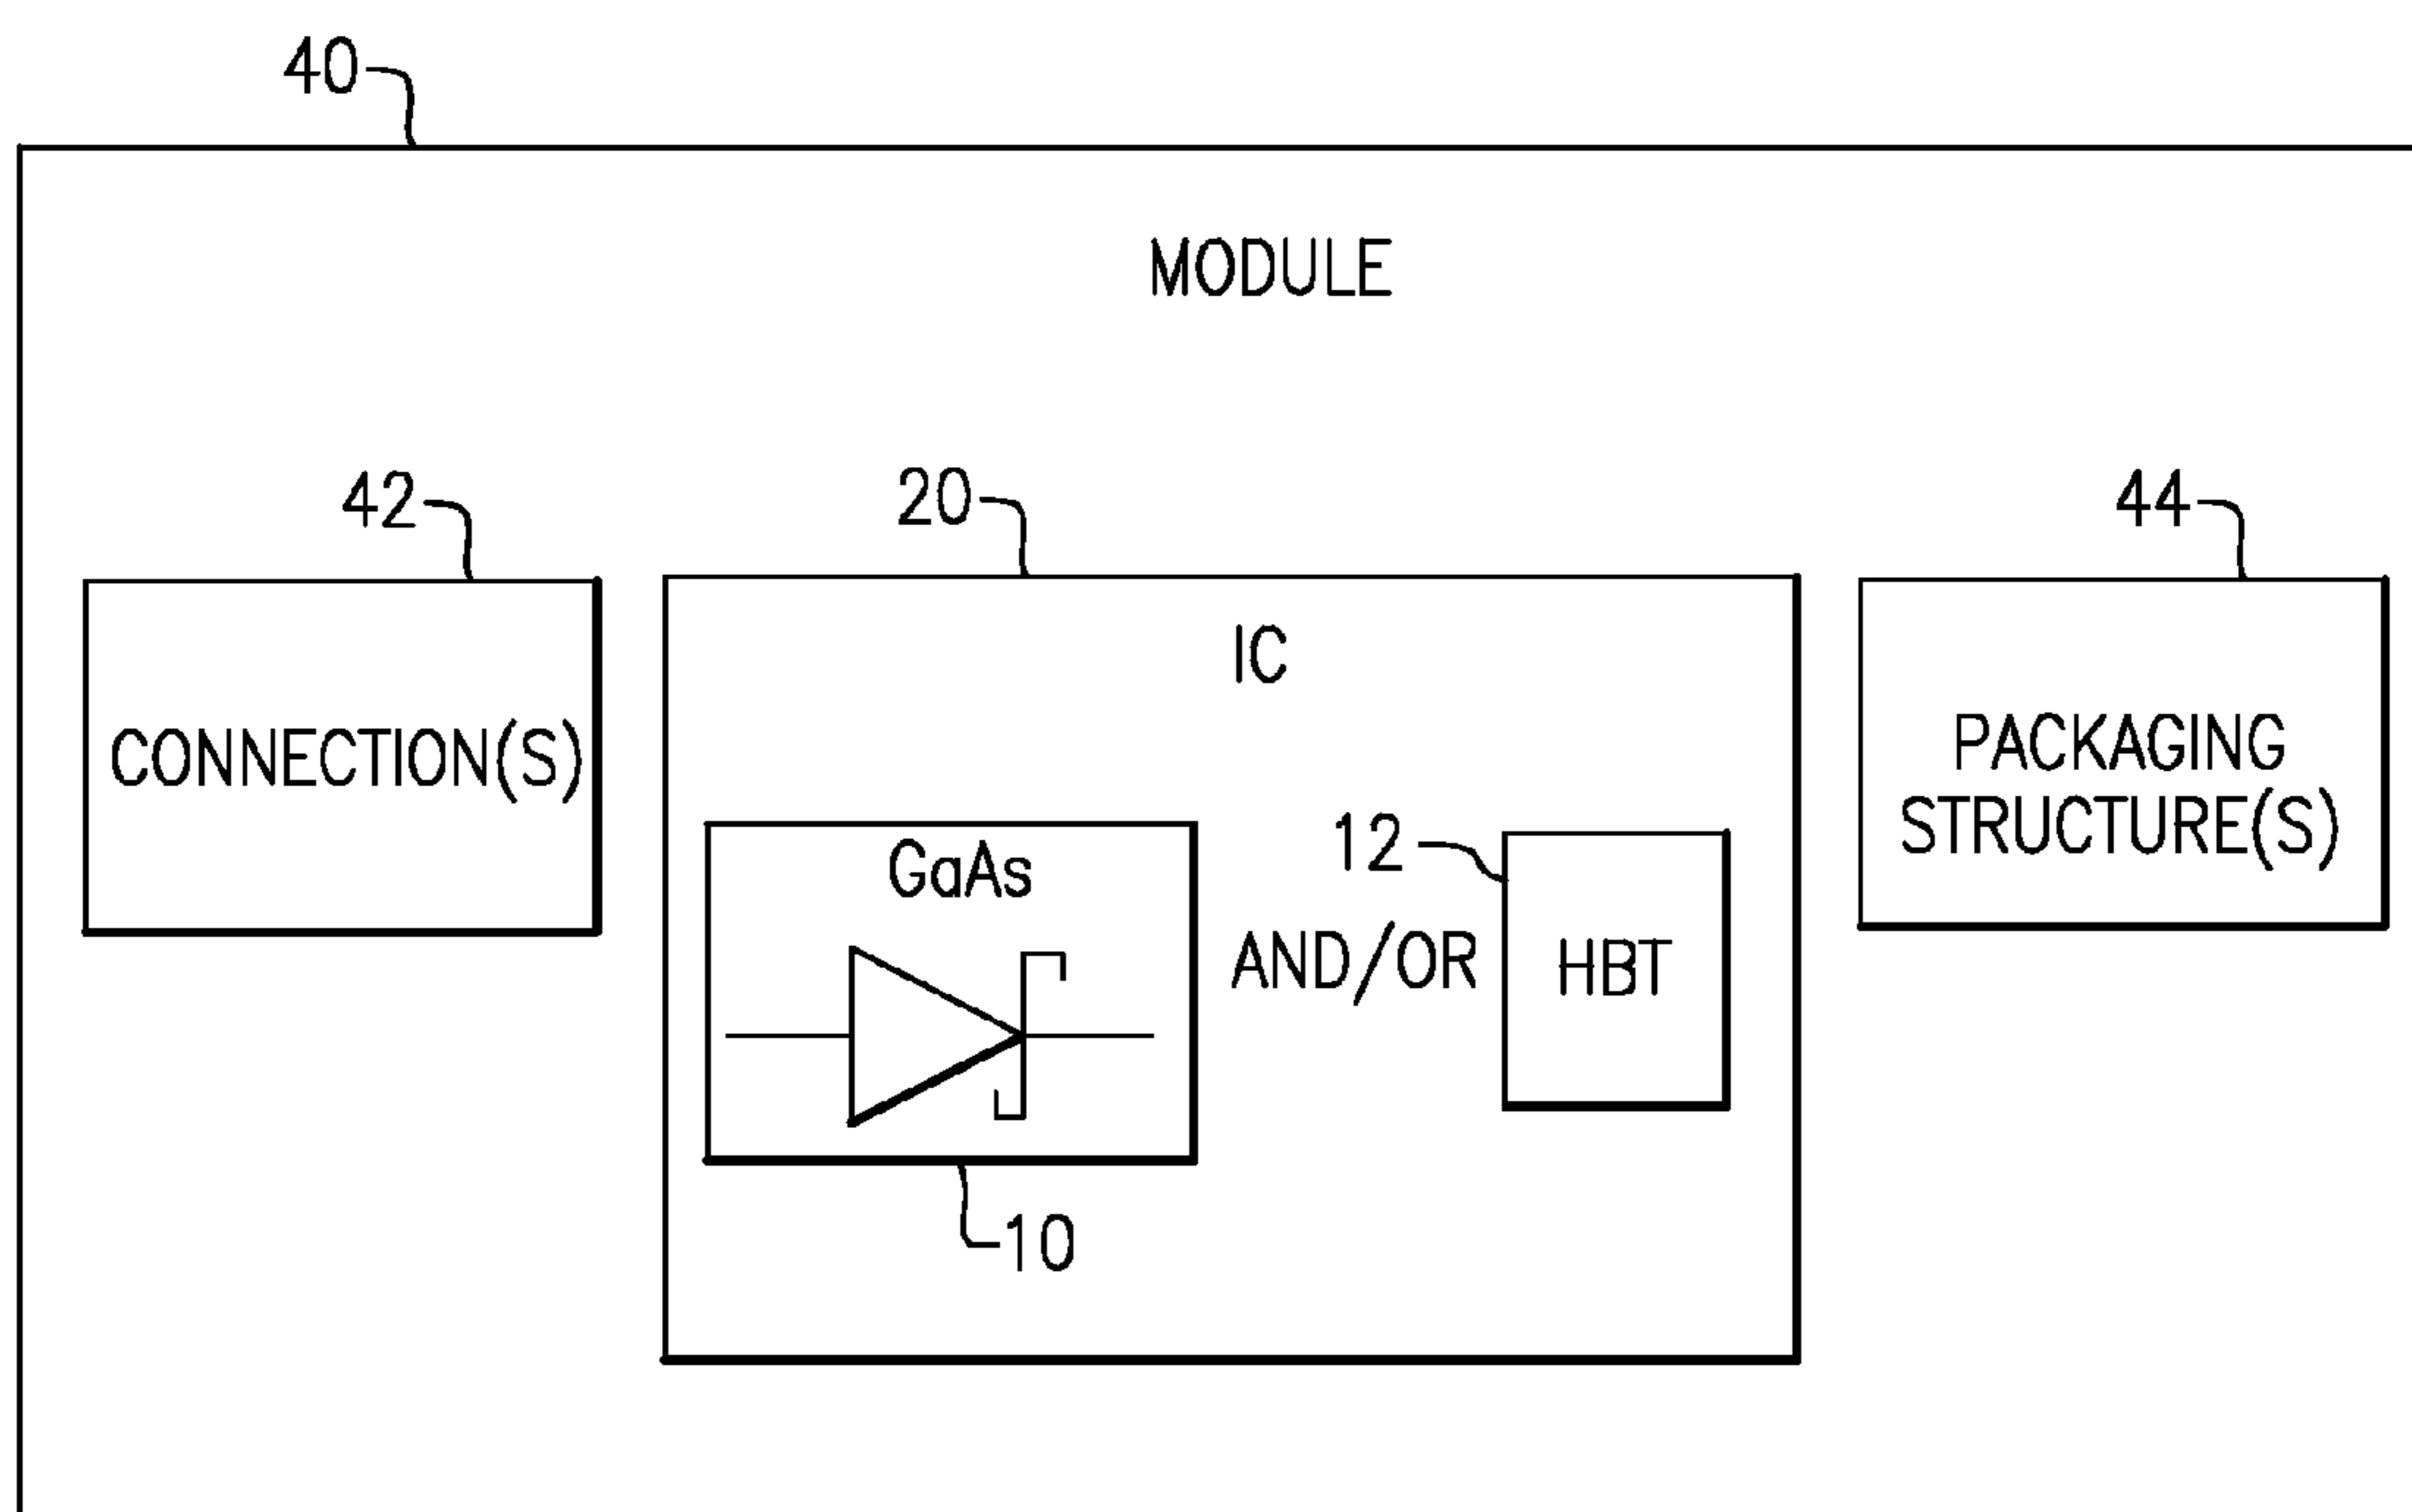 40
MODULE
42
20
44
IC
CONNECTION(S)
PACKAGING
STRUCTURE(S)
GaAs
12
AND/OR
HBT
10